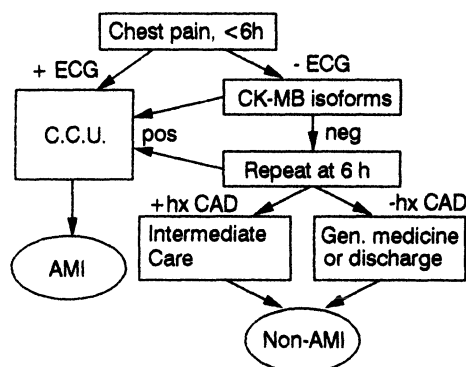 Chest pain, <6h
+ ECG
- ECG
C.C.U.
CK-MB isoforms
pos
neg
Repeat at 6 h
+hx CAD
-hx CAD
Intermediate
Care
Gen. medicine
or discharge
AMI
Non-AMI